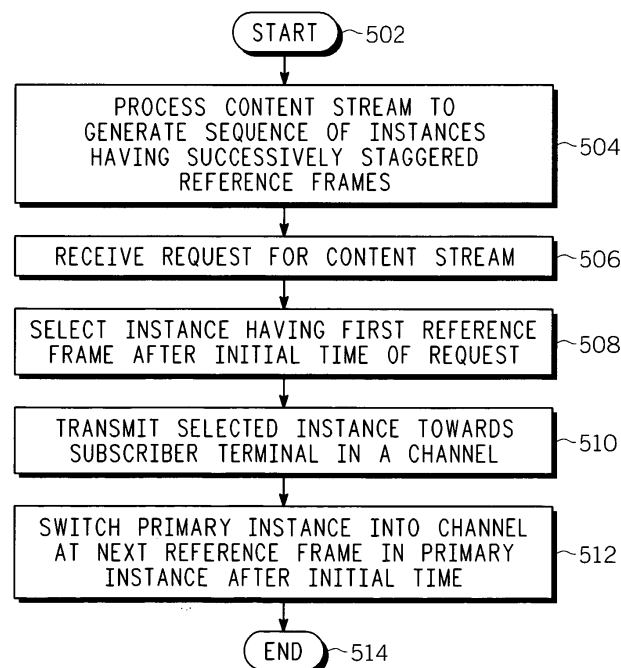 START
502
PROCESS CONTENT STREAM TO
GENERATE SEQUENCE OF INSTANCES
HAVING SUCCESSIVELY STAGGERED
REFERENCE FRAMES
504
RECEIVE REQUEST FOR CONTENT STREAM
506
SELECT INSTANCE HAVING FIRST REFERENCE
FRAME AFTER INITIAL TIME OF REQUEST
508
TRANSMIT SELECTED INSTANCE TOWARDS
SUBSCRIBER TERMINAL IN A CHANNEL
510
SWITCH PRIMARY INSTANCE INTO CHANNEL
AT NEXT REFERENCE FRAME IN PRIMARY
INSTANCE AFTER INITIAL TIME
512
END
514